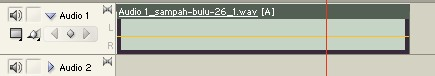 Audio 1
Audio 1_sampah-bulu-26_1.wav [A]
L
R
Audio 2